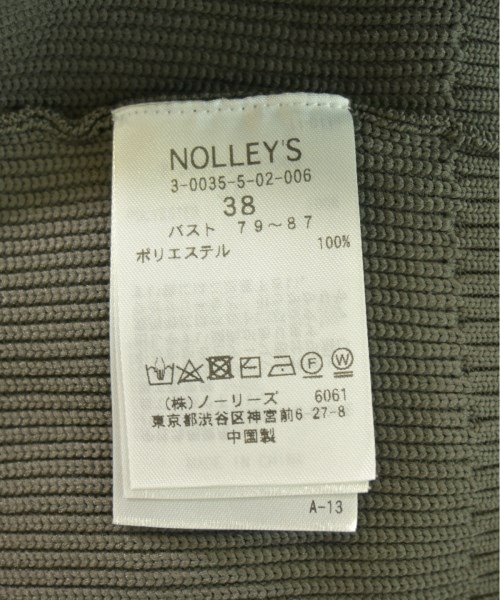 NOLLEY'S
3-0035-5-02-006
38
バスト 79～87
ポリエステル 100%
F W
(株)ノーリーズ 6061
東京都渋谷区神宮前6-27-8
中国製
A-13